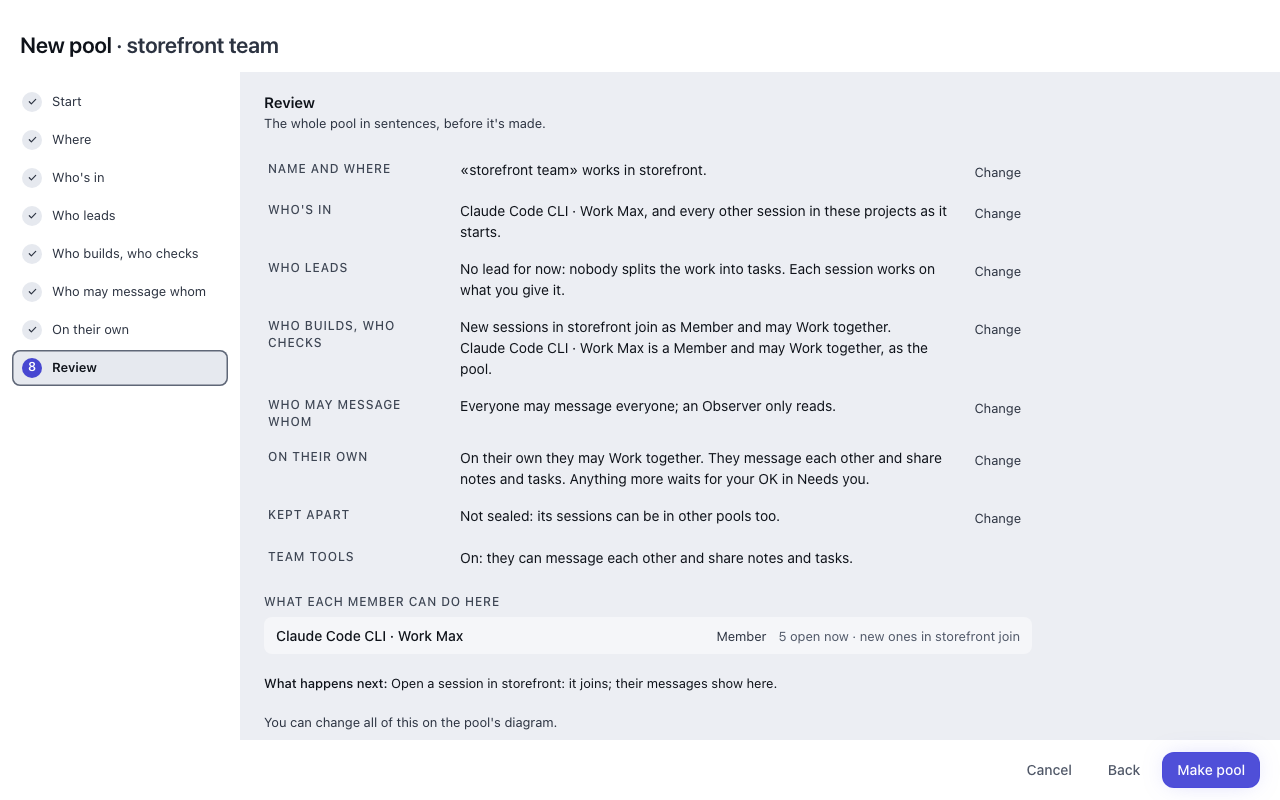 New pool · storefront team
Start
Where
Who's in
Who leads
Who builds, who checks
Who may message whom
On their own
8 Review
Review
The whole pool in sentences, before it's made.
NAME AND WHERE
«storefront team» works in storefront.
Change
WHO'S IN
Claude Code CLI · Work Max, and every other session in these projects as it
starts.
Change
WHO LEADS
No lead for now: nobody splits the work into tasks. Each session works on
what you give it.
Change
WHO BUILDS, WHO
CHECKS
New sessions in storefront join as Member and may Work together.
Claude Code CLI · Work Max is a Member and may Work together, as the
pool.
Change
WHO MAY MESSAGE
WHOM
Everyone may message everyone; an Observer only reads.
Change
ON THEIR OWN
On their own they may Work together. They message each other and share
notes and tasks. Anything more waits for your OK in Needs you.
Change
KEPT APART
Not sealed: its sessions can be in other pools too.
Change
TEAM TOOLS
On: they can message each other and share notes and tasks.
WHAT EACH MEMBER CAN DO HERE
Claude Code CLI · Work Max
Member 5 open now · new ones in storefront join
What happens next: Open a session in storefront: it joins; their messages show here.
You can change all of this on the pool's diagram.
Cancel
Back
Make pool